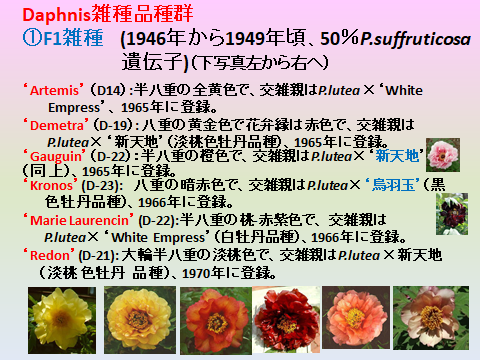 Daphnis雑種品種群
①F1雑種 (1946年から1949年頃、50%P.suffruticosa
遺伝子)(下写真左から右へ)
‘Artemis’ (D14):半八重の全黄色で、交雑親はP.lutea×‘White
Empress’、1965年に登録。
‘Demetra’ (D-19):八重の黄金色で花弁縁は赤色で、交雑親は
P.lutea×‘新天地’(淡桃色牡丹品種)、1965年に登録。
‘Gauguin’ (D-22):半八重の橙色で、交雑親はP.lutea×‘新天地’
(同上)、1965年に登録。
‘Kronos’ (D-23): 八重の暗赤色で、交雑親はP.lutea×‘烏羽玉’(黒
色牡丹品種)、1966年に登録。
‘Marie Laurencin’ (D-22):半八重の桃-赤紫色で、交雑親は
P.lutea×‘White Empress’(白牡丹品種)、1966年に登録。
‘Redon’ (D-21):大輪半八重の淡桃色で、交雑親はP.lutea×新天地
(淡桃色牡丹 品種)、1970年に登録。